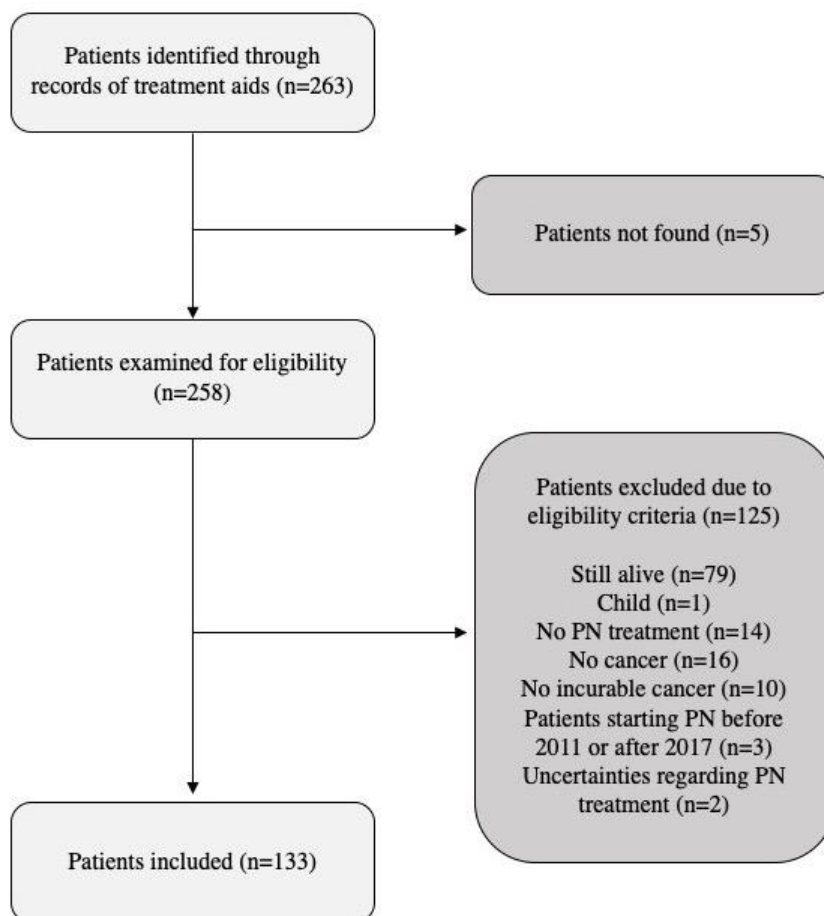 Patients identified through
records of treatment aids (n=263)
Patients not found (n=5)
Patients examined for eligibility
(n=258)
Patients excluded due to
eligibility criteria (n=125)
Still alive (n=79)
Child (n=1)
No PN treatment (n=14)
No cancer (n=16)
No incurable cancer (n=10)
Patients starting PN before
2011 or after 2017 (n=3)
Uncertainties regarding PN
treatment (n=2)
Patients included (n=133)